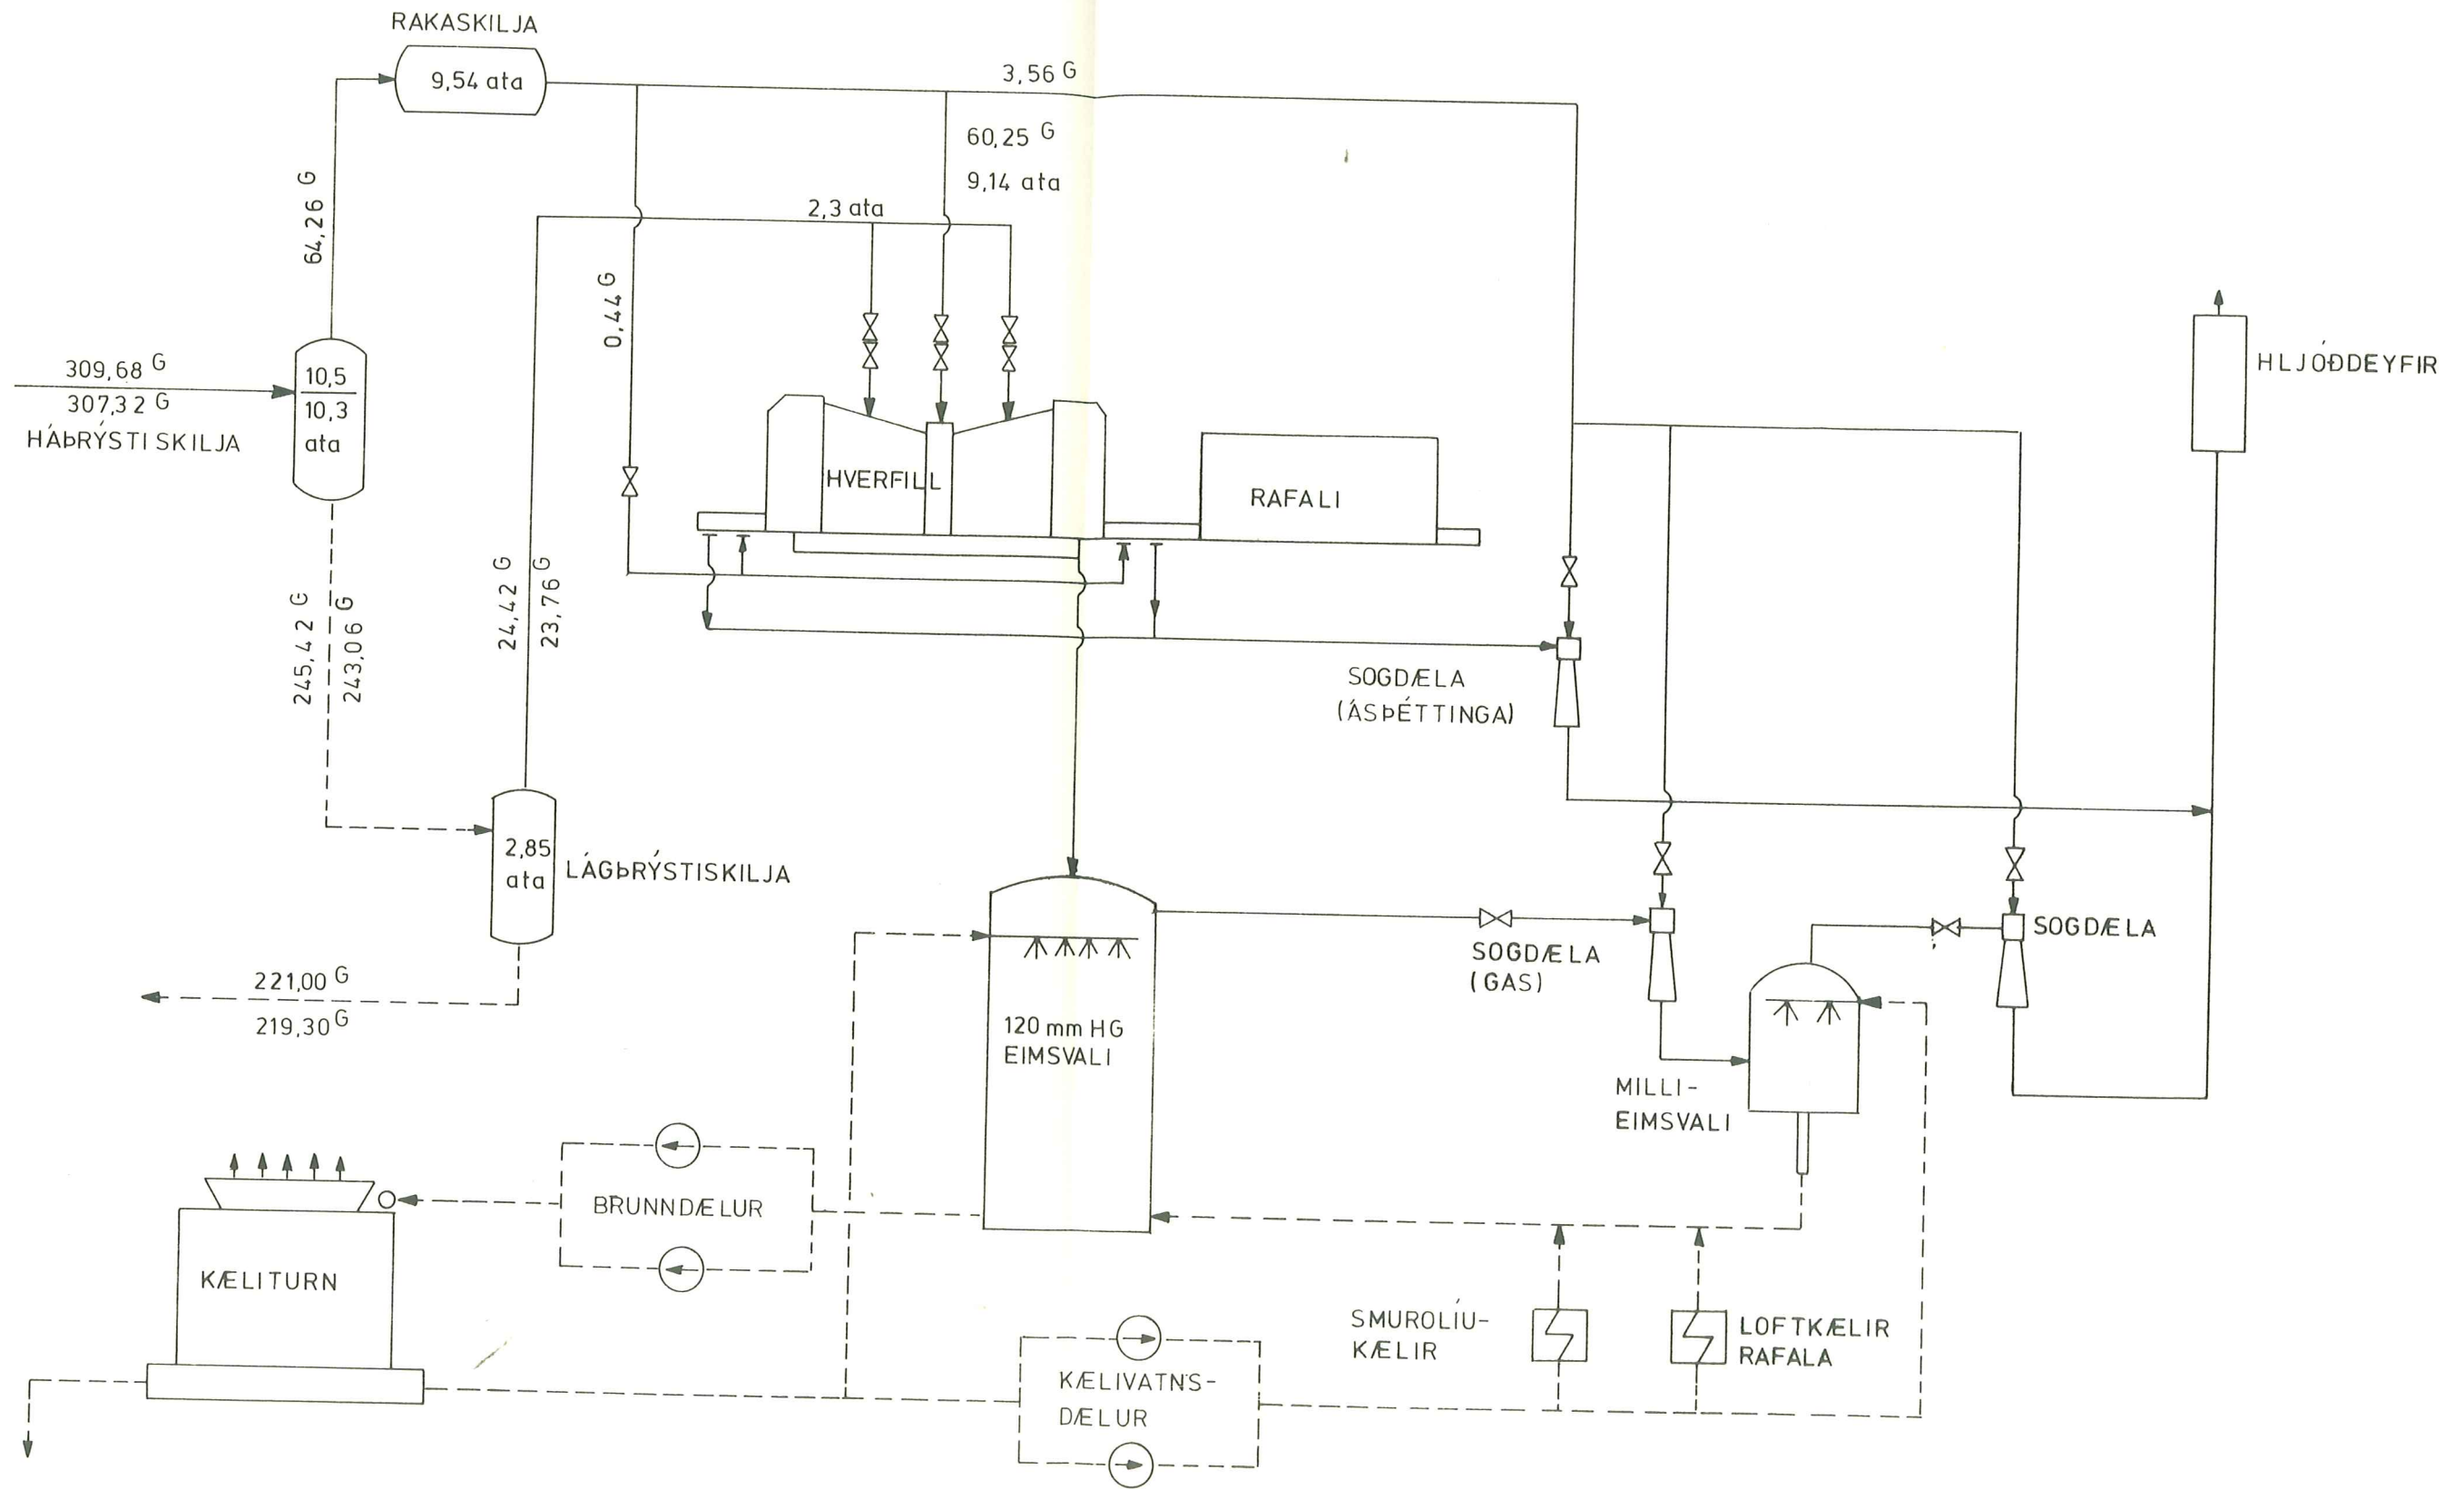 RAKASKILJA
9,54 ata
3,56 G
60,25 G
9,14 ata
2,3 ata
64,26 G
0,44 G
309,68 G
307,32 G
HÁÞRÝSTISKILJA
10,5
10,3
ata
HVERFILL
RAFALI
HLJÓÐDEYFIR
245,42 G
243,06 G
24,42 G
23,76 G
SOGDÆLA
(ÁSÞÉTTINGA)
2,85
ata
LÁGÞRÝSTISKILJA
221,00 G
219,30 G
SOGDÆLA
(GAS)
SOGDÆLA
120 mm HG
EIMSVALI
MILLI-
EIMSVALI
BRUNNDÆLUR
KÆLITURN
KÆLIVATNS-
DÆLUR
SMUROLÍU-
KÆLIR
LOFTKÆLIR
RAFALA